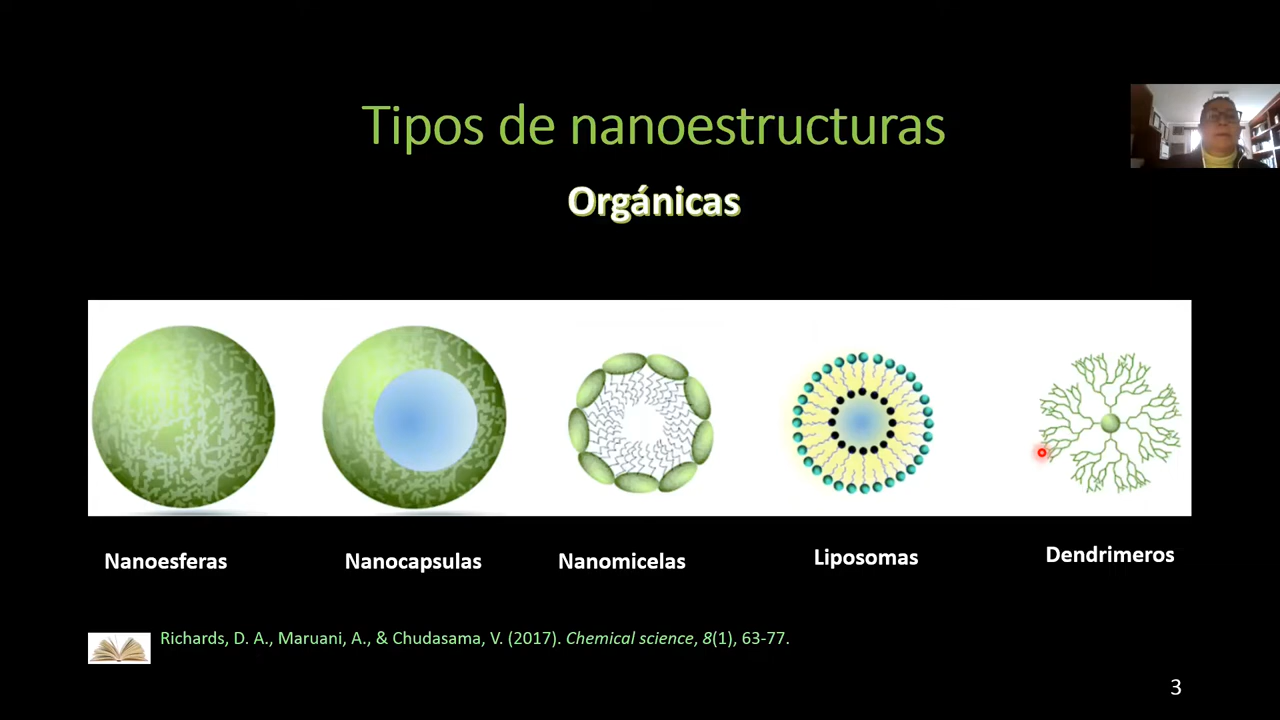 Tipos de nanoestructuras
Orgánicas
Nanoesferas
Nanocapsulas
Nanomicelas
Liposomas
Dendrimeros
Richards, D. A., Maruani, A., & Chudasama, V. (2017). Chemical science, 8(1), 63-77.
3